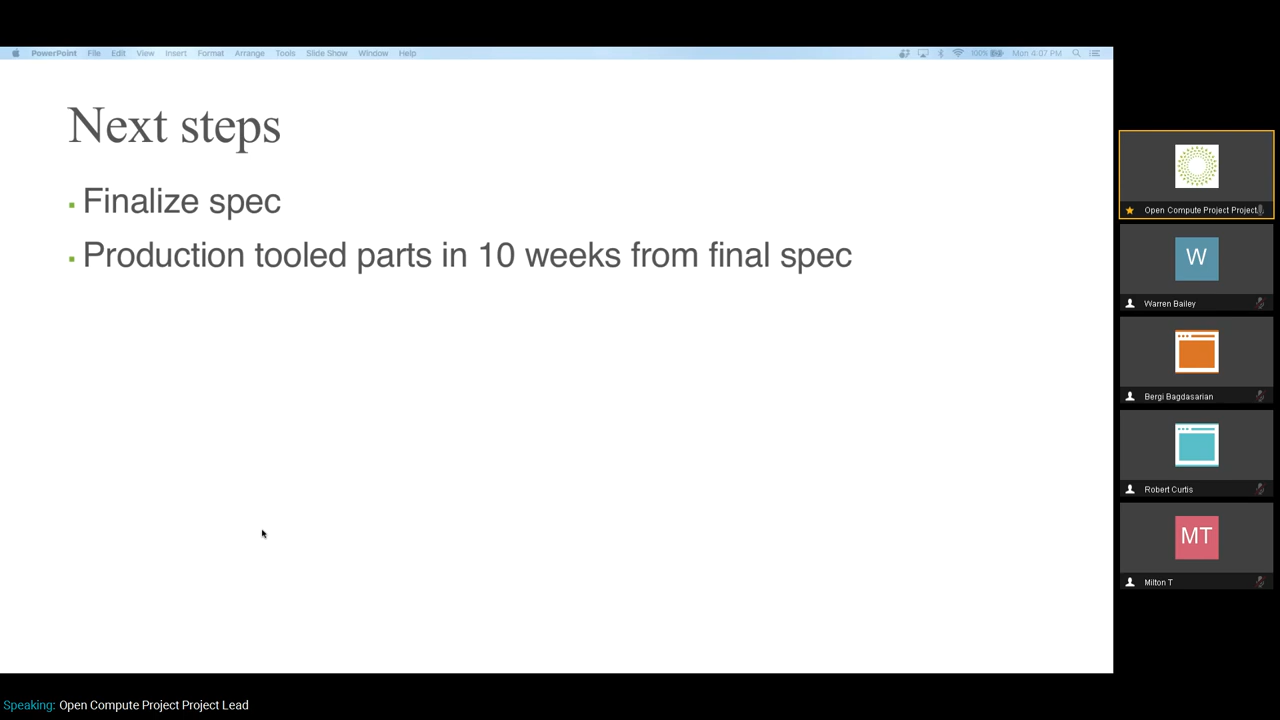 PowerPoint File Edit View Insert Format Arrange Tools Slide Show Window Help 100% Mon 4:07 PM
Next steps
▪ Finalize spec
▪ Production tooled parts in 10 weeks from final spec
Open Compute Project Project
W
Warren Bailey
Bergi Bagdasarian
Robert Curtis
MT
Milton T
Speaking: Open Compute Project Project Lead